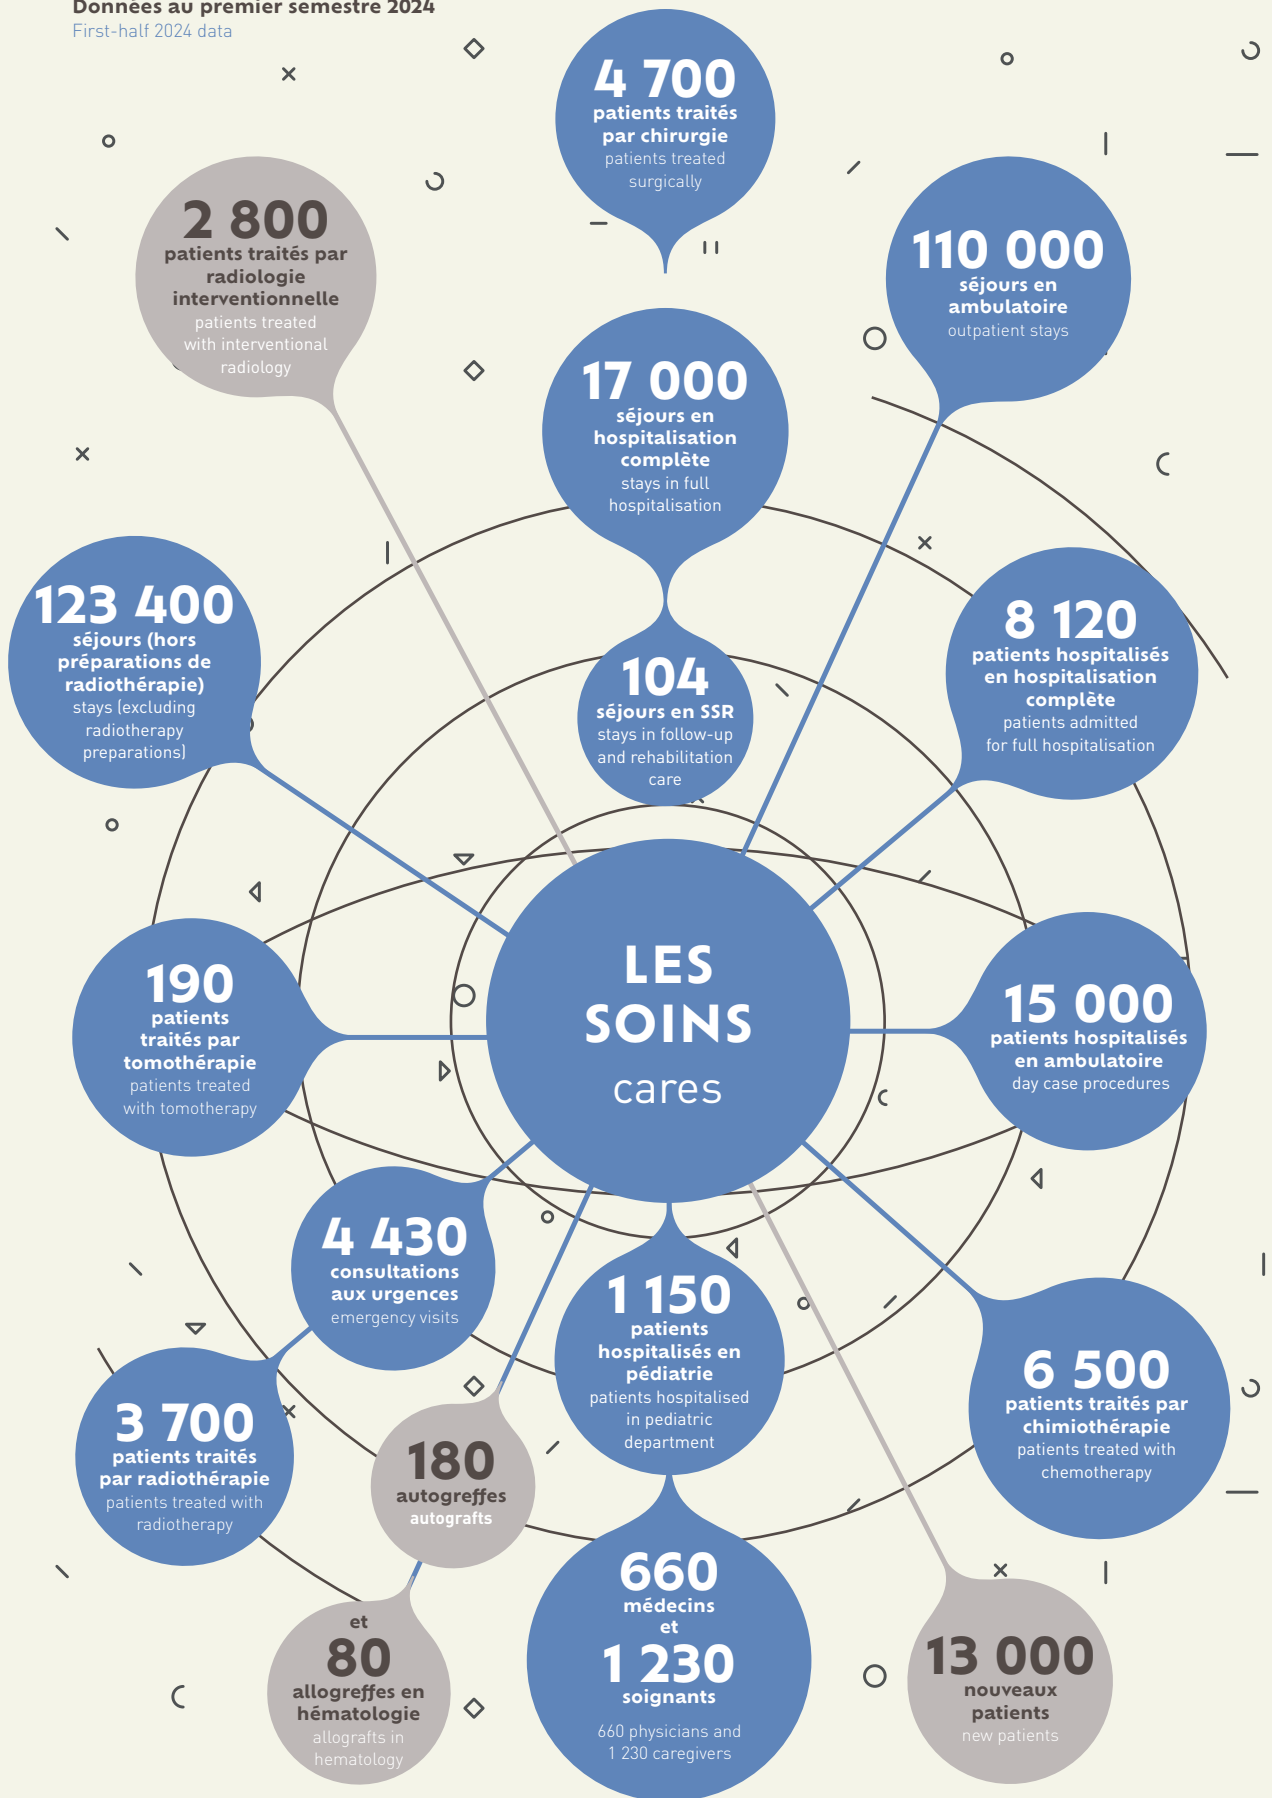 Données au premier semestre 2024
First-half 2024 data
4 700
patients traités
par chirurgie
patients treated
surgically
2 800
patients traités par
radiologie
interventionnelle
patients treated
with interventional
radiology
110 000
séjours en
ambulatoire
outpatient stays
17 000
séjours en
hospitalisation
complète
stays in full
hospitalisation
123 400
séjours (hors
préparations de
radiothérapie)
stays (excluding
radiotherapy
preparations)
104
séjours en SSR
stays in follow-up
and rehabilitation
care
8 120
patients hospitalisés
en hospitalisation
complète
patients admitted
for full hospitalisation
LES
SOINS
cares
190
patients
traités par
tomothérapie
patients treated
with tomotherapy
15 000
patients hospitalisés
en ambulatoire
day case procedures
4 430
consultations
aux urgences
emergency visits
1 150
patients
hospitalisés en
pédiatrie
patients hospitalised
in pediatric
department
6 500
patients traités par
chimiothérapie
patients treated with
chemotherapy
3 700
patients traités
par radiothérapie
patients treated with
radiotherapy
180
autogreffes
autografts
et
80
allogreffes en
hématologie
allografts in
hematology
660
médecins
et
1 230
soignants
660 physicians and
1 230 caregivers
13 000
nouveaux
patients
new patients